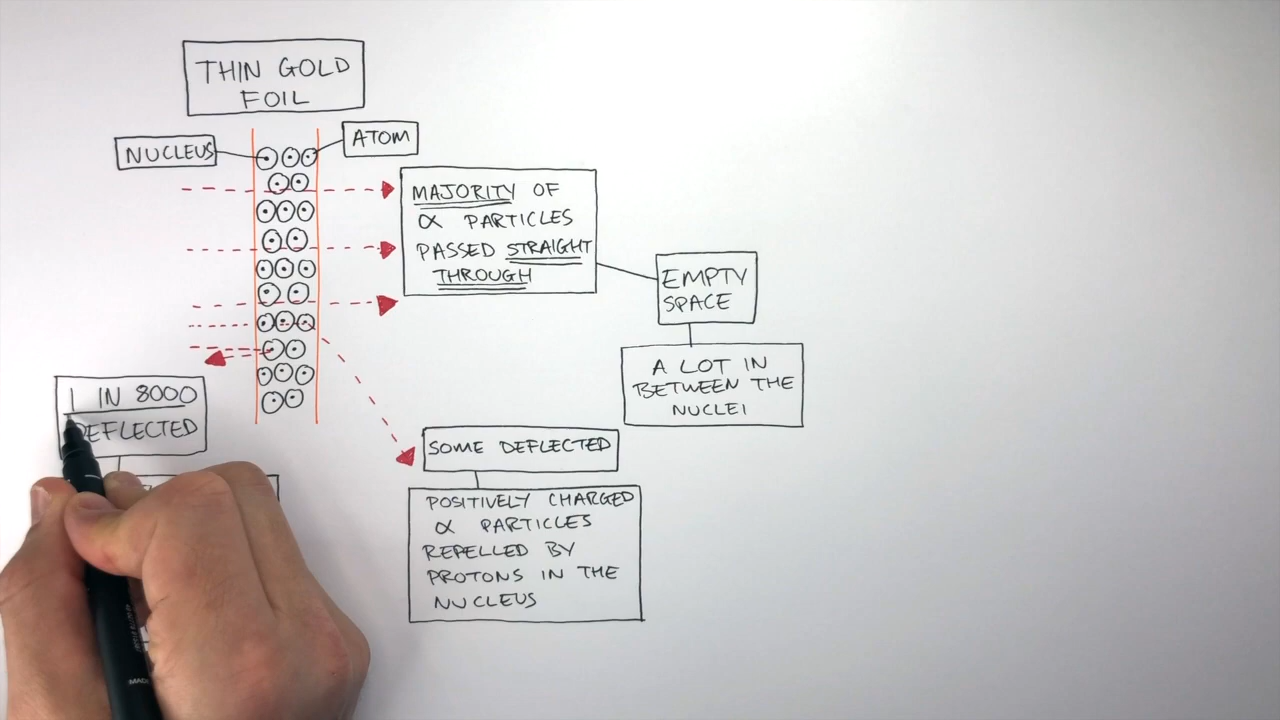 THIN GOLD
FOIL
NUCLEUS
ATOM
MAJORITY OF
α PARTICLES
PASSED STRAIGHT
THROUGH
EMPTY
SPACE
A LOT IN
BETWEEN THE
NUCLEI
1 IN 8000
DEFLECTED
SOME DEFLECTED
POSITIVELY CHARGED
α PARTICLES
REPELLED BY
PROTONS IN THE
NUCLEUS